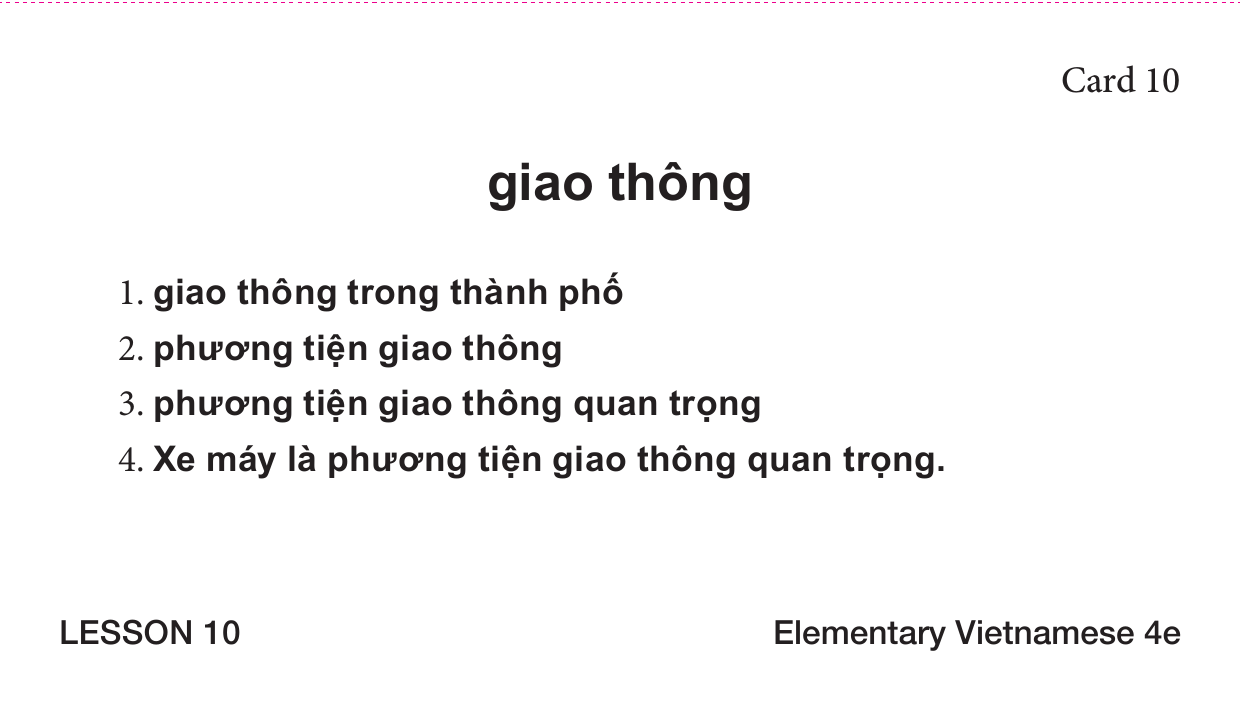 Card 10
giao thông
1. giao thông trong thành phố
2. phương tiện giao thông
3. phương tiện giao thông quan trọng
4. Xe máy là phương tiện giao thông quan trọng.
LESSON 10 Elementary Vietnamese 4e